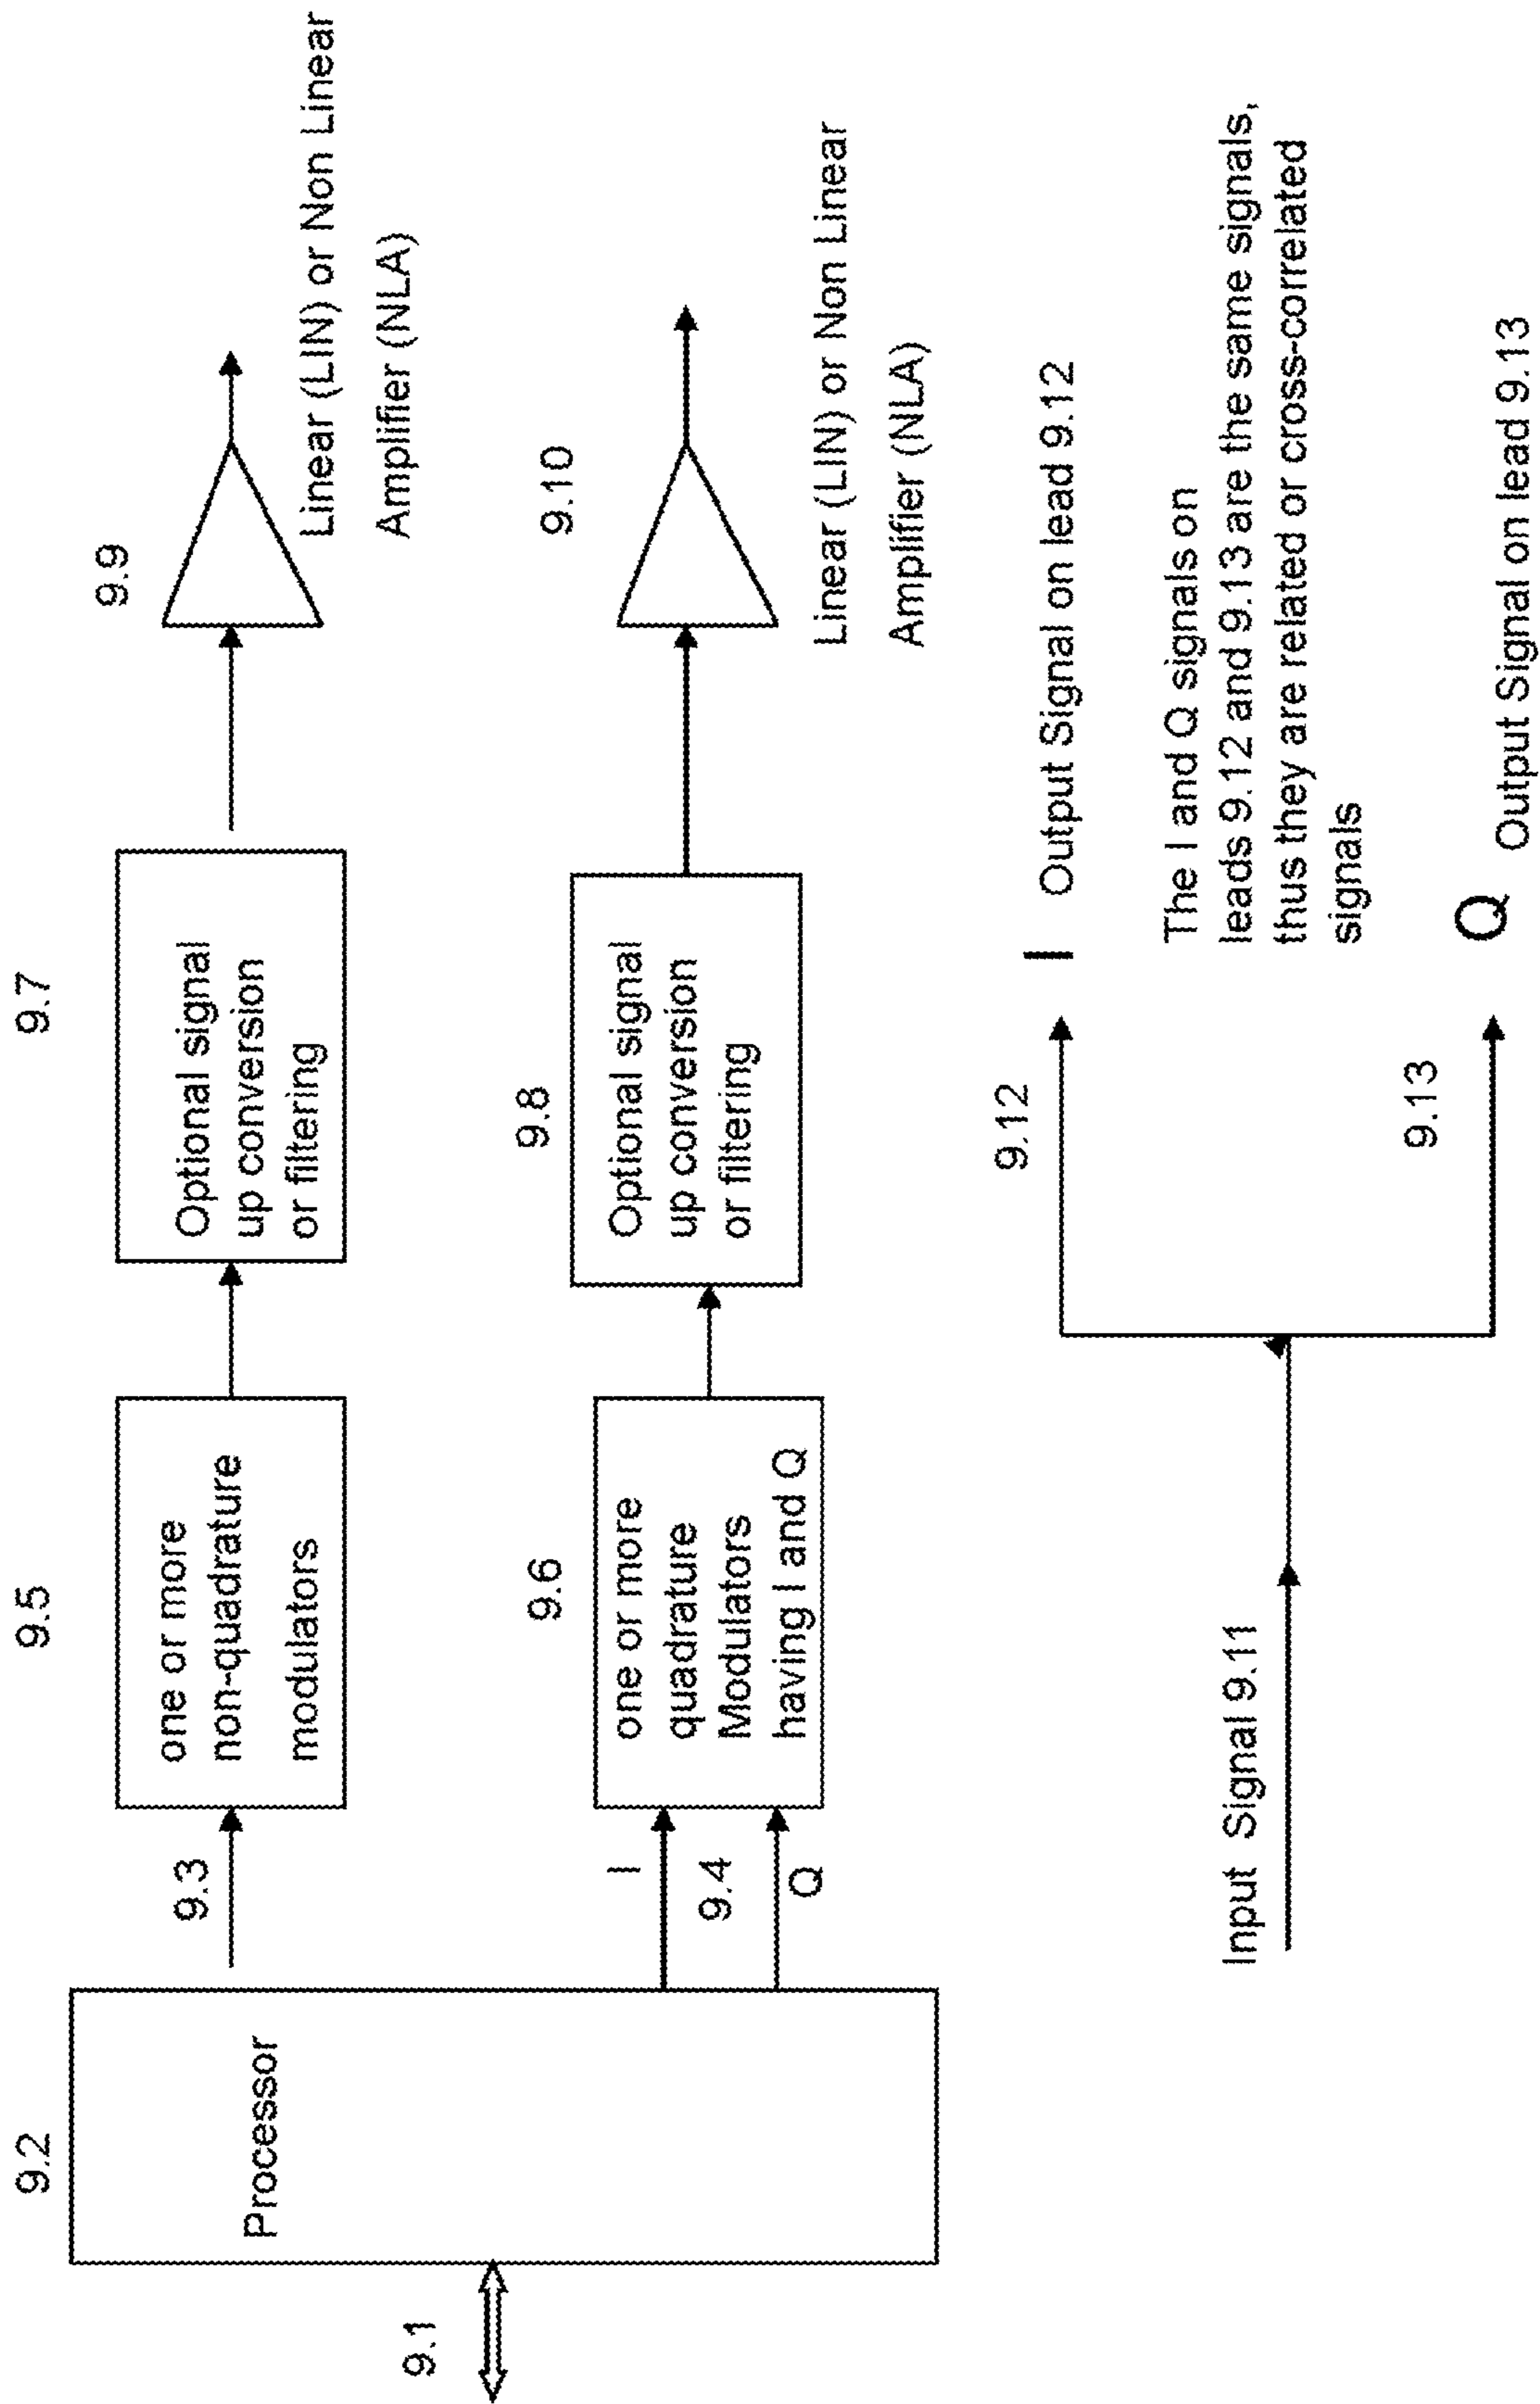 9.1
9.2
Processor
9.3
I
9.4
Q
9.5
one or more
non-quadrature
modulators
9.6
one or more
quadrature
Modulators
having I and Q
9.7
Optional signal
up conversion
or filtering
9.8
Optional signal
up conversion
or filtering
9.9
Linear (LIN) or Non Linear
Amplifier (NLA)
9.10
Linear (LIN) or Non Linear
Amplifier (NLA)
Input Signal 9.11
9.12
I Output Signal on lead 9.12
The I and Q signals on
leads 9.12 and 9.13 are the same signals,
thus they are related or cross-correlated
signals
9.13
Q Output Signal on lead 9.13